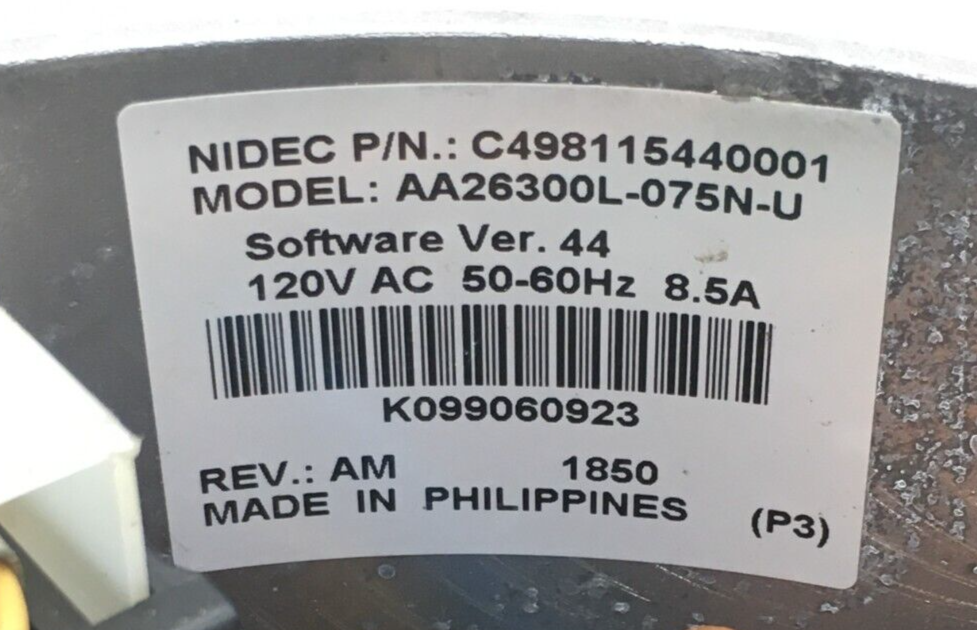 NIDEC P/N.: C498115440001
MODEL: AA26300L-075N-U
Software Ver. 44
120V AC 50-60Hz 8.5A
K099060923
REV.: AM 1850
MADE IN PHILIPPINES (P3)